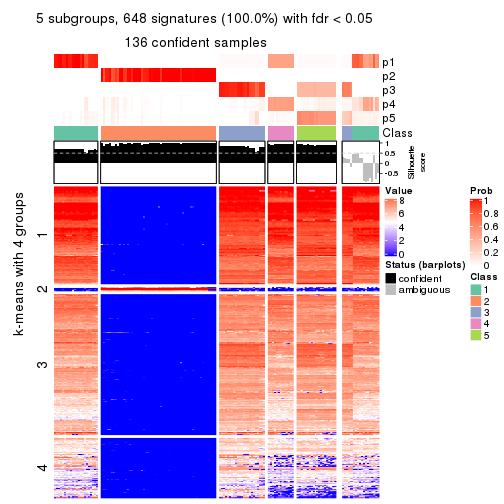 5 subgroups, 648 signatures (100.0%) with fdr < 0.05
136 confident samples
p1
p2
p3
p4
p5
Class
1
0.5
0
-0.5
Silhouette
score
k-means with 4 groups
1
2
3
4
Value
8
6
4
2
0
Status (barplots)
confident
ambiguous
Prob
1
0.8
0.6
0.4
0.2
0
Class
1
2
3
4
5